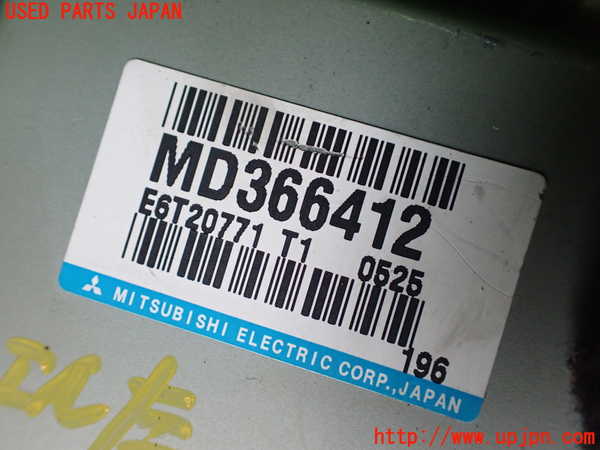 USED PARTS JAPAN
MD366412
E6T20771 T1 0525
196
MITSUBISHI ELECTRIC CORP.,JAPAN
http://www.upjpn.com